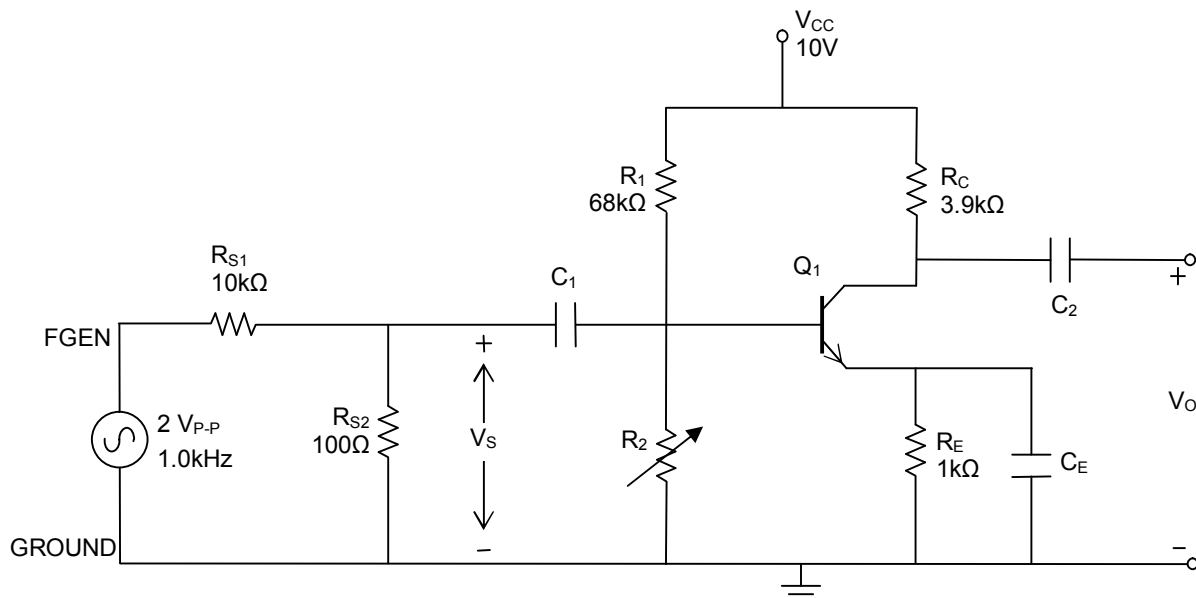 VCC
10V
R1
68kΩ
RC
3.9kΩ
RS1
10kΩ
C1
Q1
C2
+
FGEN
+
2 VP-P
1.0kHz
RS2
100Ω
VS
R2
RE
1kΩ
CE
VO
GROUND
−
−